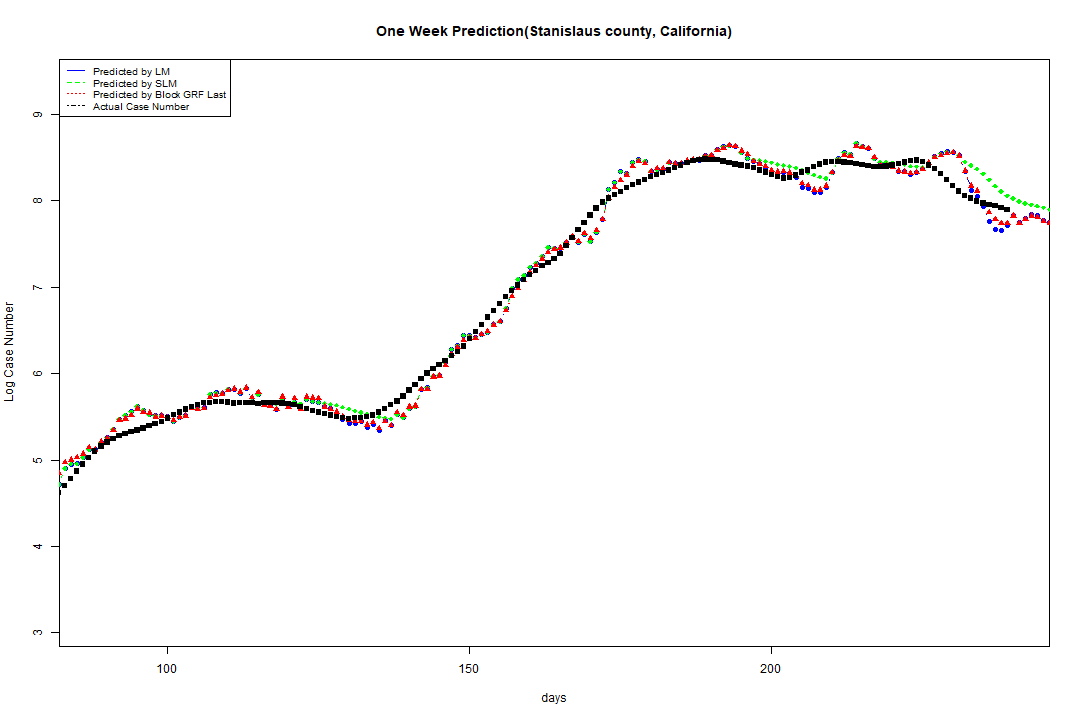 One Week Prediction(Stanislaus county, California)
Predicted by LM
Predicted by SLM
Predicted by Block GRF Last
Actual Case Number
9
8
7
6
5
4
3
Log Case Number
100 150 200
days